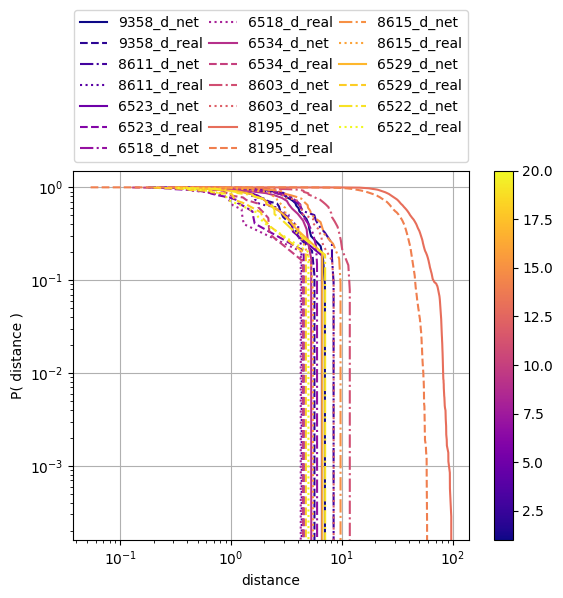 9358_d_net 6518_d_real 8615_d_net
9358_d_real 6534_d_net 8615_d_real
8611_d_net 6534_d_real 6529_d_net
8611_d_real 8603_d_net 6529_d_real
6523_d_net 8603_d_real 6522_d_net
6523_d_real 8195_d_net 6522_d_real
6518_d_net 8195_d_real
10⁰
10⁻¹
10⁻²
10⁻³
P( distance )
10⁻¹ 10⁰ 10¹ 10²
distance
20.0
17.5
15.0
12.5
10.0
7.5
5.0
2.5